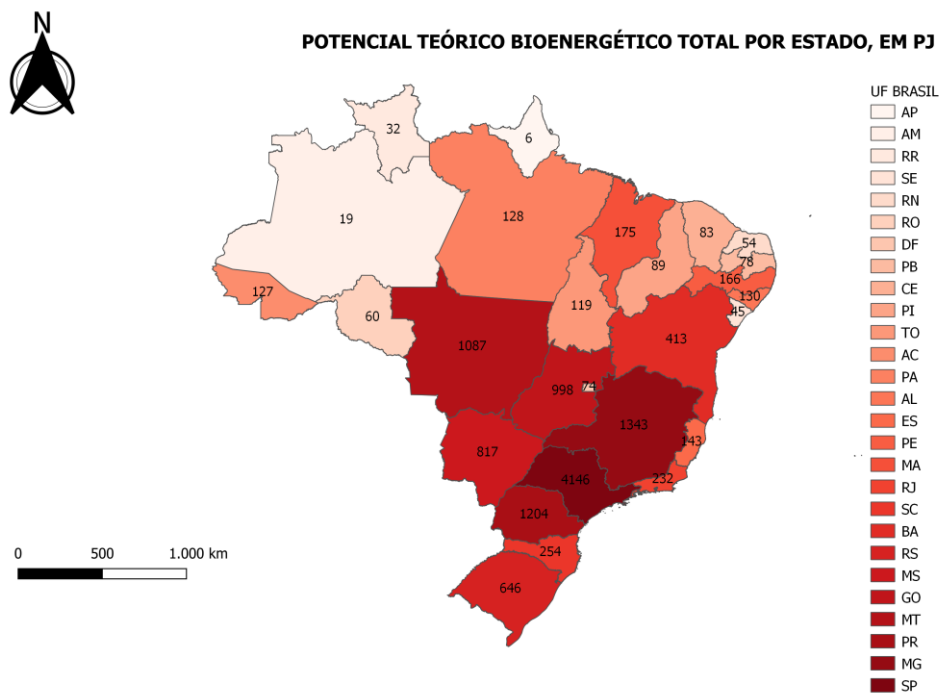 N
POTENCIAL TEÓRICO BIOENERGÉTICO TOTAL POR ESTADO, EM PJ
UF BRASIL
AP
AM
RR
SE
RN
RO
DF
PB
CE
PI
TO
AC
PA
AL
ES
PE
MA
RJ
SC
BA
RS
MS
GO
MT
PR
MG
SP
32
6
19
128
175
83
54
78
89
166
130
45
127
119
60
413
1087
998
74
1343
143
817
4146
232
1204
254
646
0 500 1.000 km